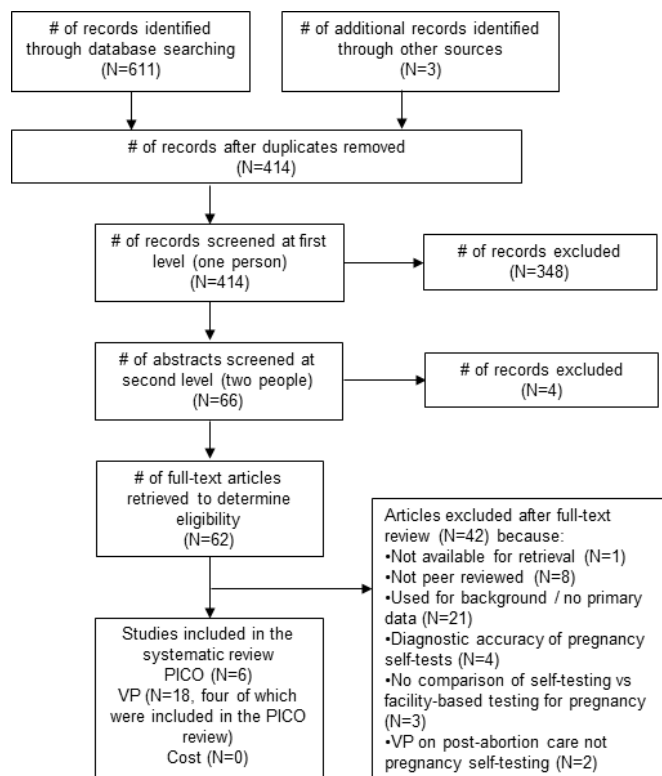 # of records identified
through database searching
(N=611)
# of additional records identified
through other sources
(N=3)
# of records after duplicates removed
(N=414)
# of records screened at first
level (one person)
(N=414)
# of records excluded
(N=348)
# of abstracts screened at
second level (two people)
(N=66)
# of records excluded
(N=4)
# of full-text articles
retrieved to determine
eligibility
(N=62)
Articles excluded after full-text
review (N=42) because:
•Not available for retrieval (N=1)
•Not peer reviewed (N=8)
•Used for background / no primary
data (N=21)
•Diagnostic accuracy of pregnancy
self-tests (N=4)
•No comparison of self-testing vs
facility-based testing for pregnancy
(N=3)
•VP on post-abortion care not
pregnancy self-testing (N=2)
Studies included in the
systematic review
PICO (N=6)
VP (N=18, four of which
were included in the PICO
review)
Cost (N=0)